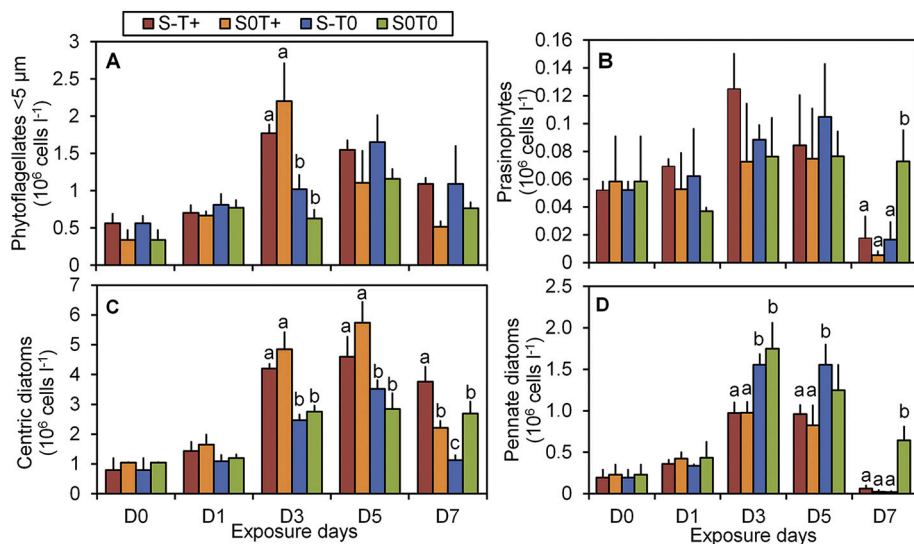 S-T+ S0T+ S-T0 S0T0
A
Phytoflagellates <5 µm
(10⁶ cells l⁻¹)
3
2.5
2
1.5
1
0.5
0
a a b b
B
Prasinophytes
(10⁶ cells l⁻¹)
0.16
0.14
0.12
0.10
0.08
0.06
0.04
0.02
0
a a a b
C
Centric diatoms
(10⁶ cells l⁻¹)
7
6
5
4
3
2
1
0
a a b b a a b b a b c b
D0 D1 D3 D5 D7
Exposure days
D
Pennate diatoms
(10⁶ cells l⁻¹)
2.5
2.0
1.5
1.0
0.5
0
a a b b a a b a a a b
D0 D1 D3 D5 D7
Exposure days